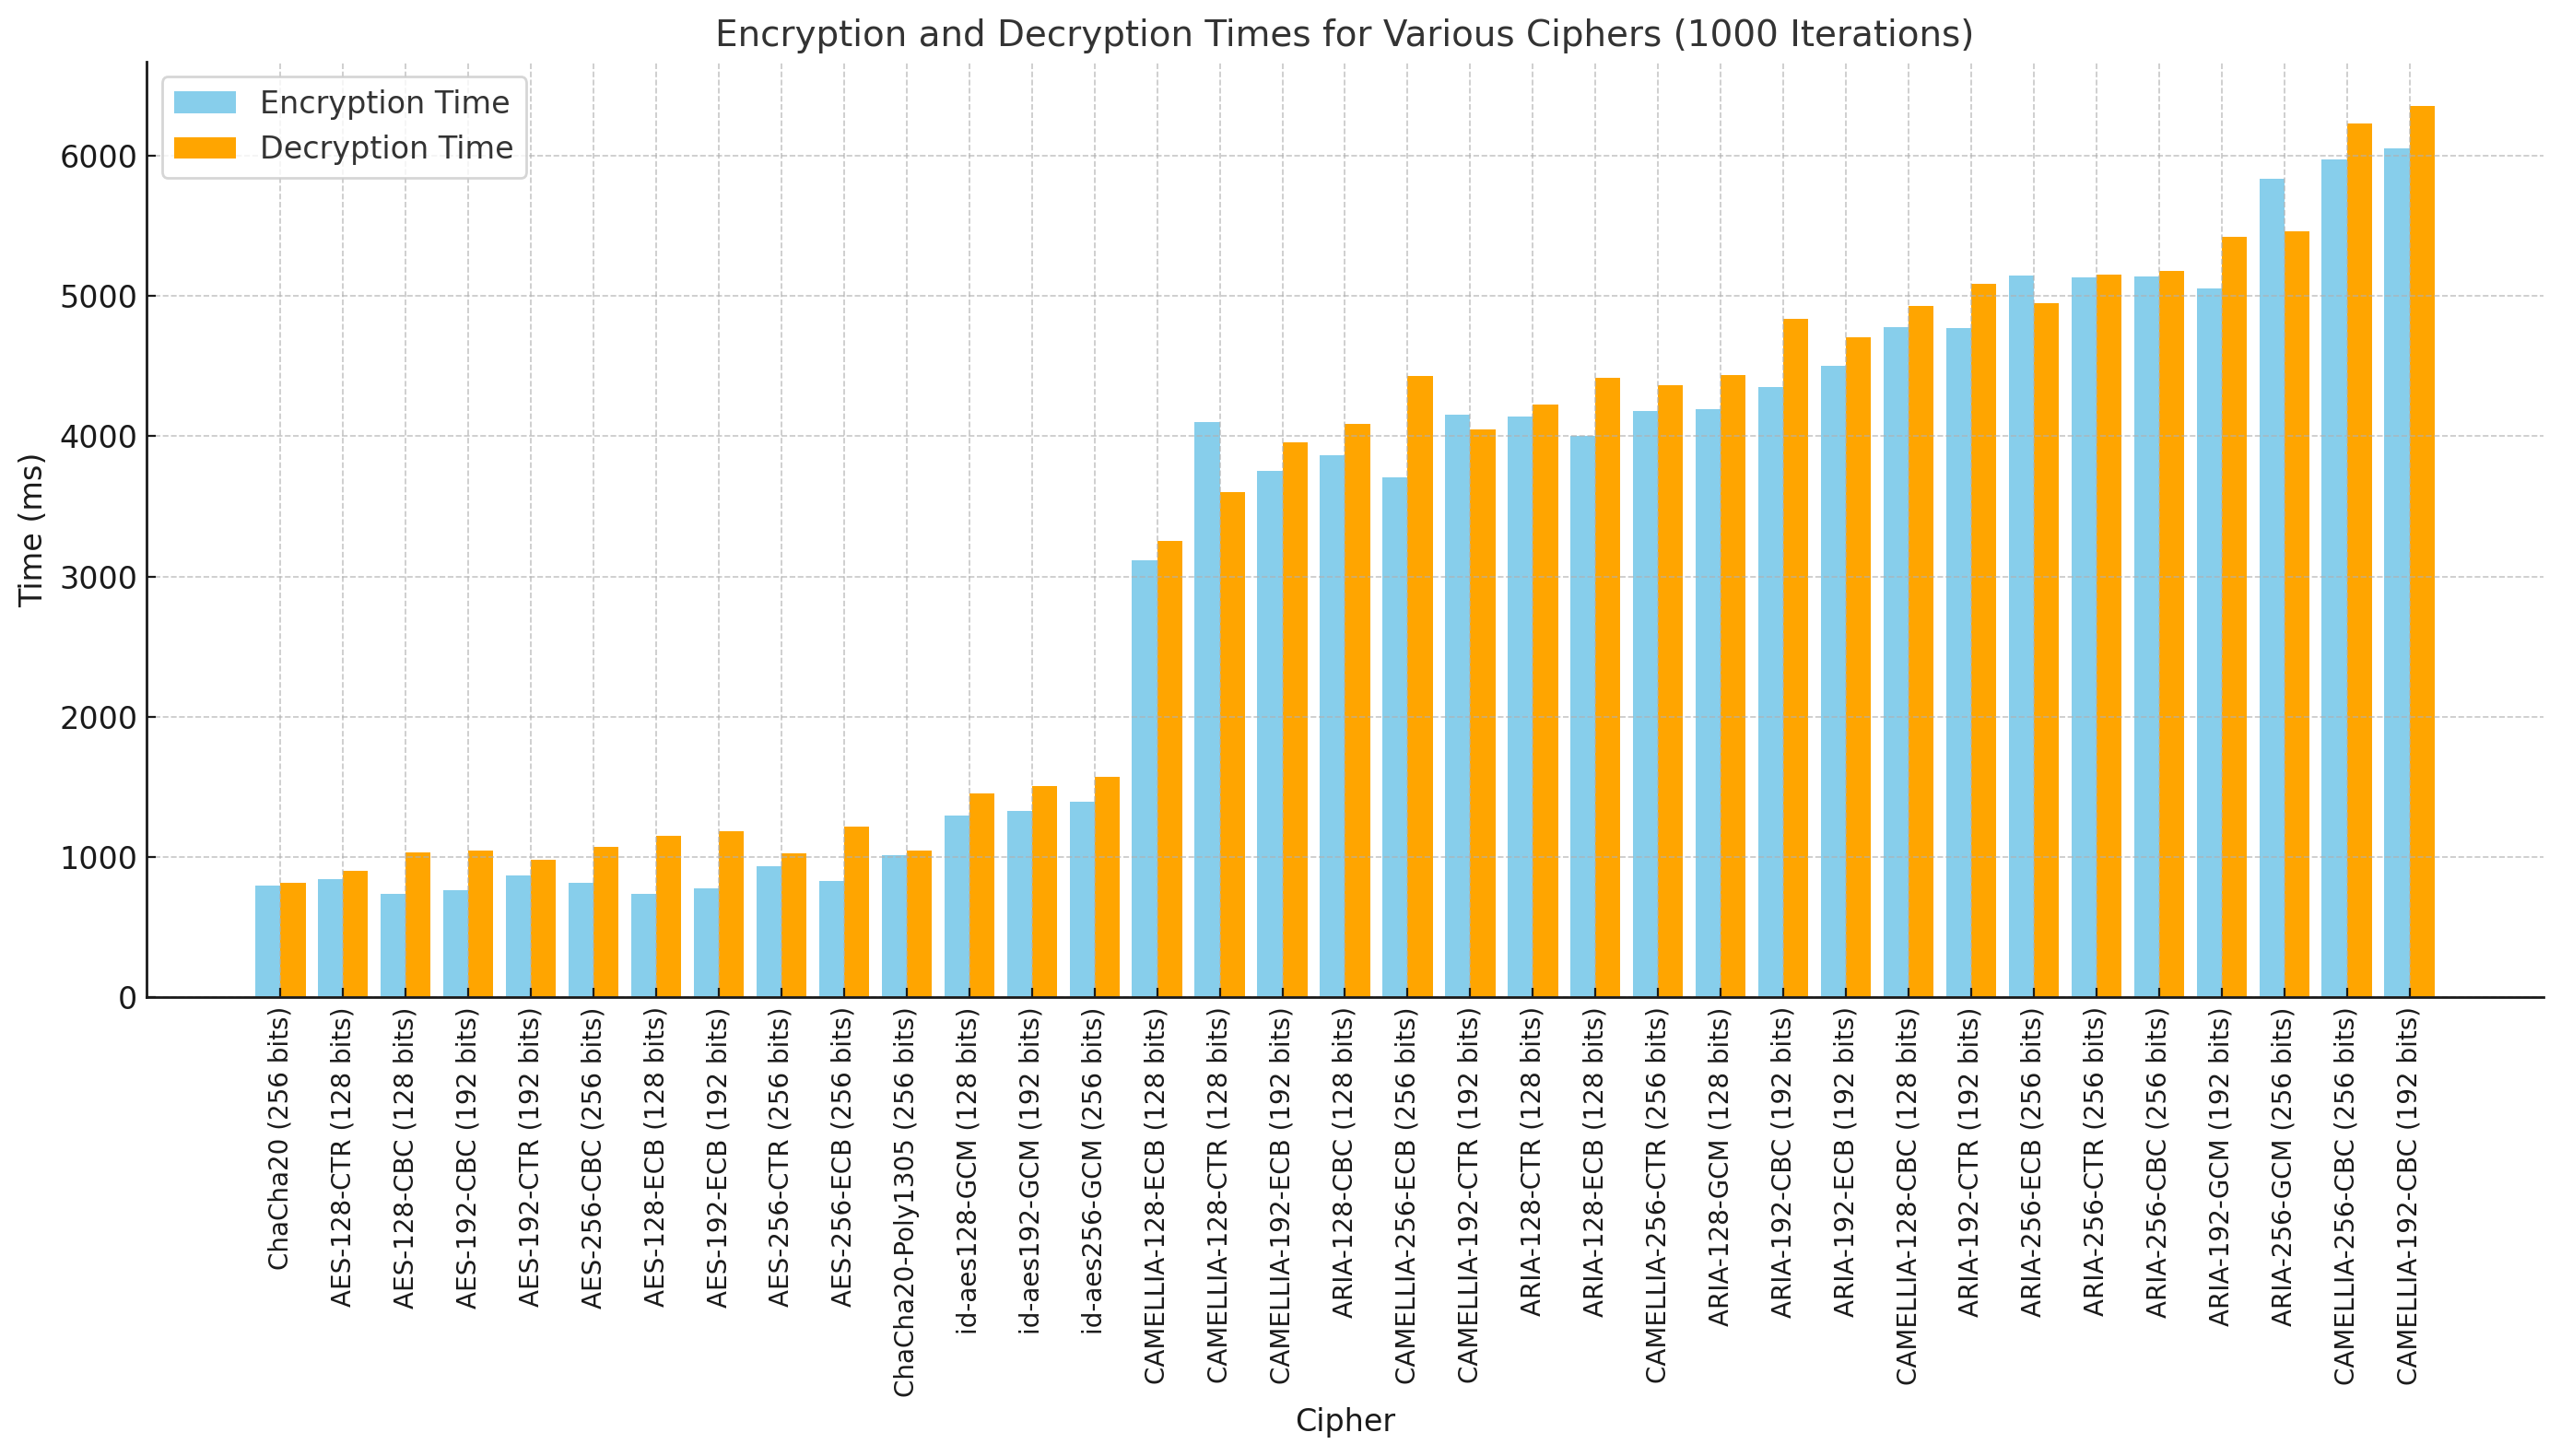 Encryption and Decryption Times for Various Ciphers (1000 Iterations)
Encryption Time
Decryption Time
Time (ms)
6000
5000
4000
3000
2000
1000
0
ChaCha20 (256 bits)
AES-128-CTR (128 bits)
AES-128-CBC (128 bits)
AES-192-CBC (192 bits)
AES-192-CTR (192 bits)
AES-256-CBC (256 bits)
AES-128-ECB (128 bits)
AES-192-ECB (192 bits)
AES-256-CTR (256 bits)
AES-256-ECB (256 bits)
ChaCha20-Poly1305 (256 bits)
id-aes128-GCM (128 bits)
id-aes192-GCM (192 bits)
id-aes256-GCM (256 bits)
CAMELLIA-128-ECB (128 bits)
CAMELLIA-128-CTR (128 bits)
CAMELLIA-192-ECB (192 bits)
ARIA-128-CBC (128 bits)
CAMELLIA-256-ECB (256 bits)
CAMELLIA-192-CTR (192 bits)
ARIA-128-CTR (128 bits)
ARIA-128-ECB (128 bits)
CAMELLIA-256-CTR (256 bits)
ARIA-128-GCM (128 bits)
ARIA-192-CBC (192 bits)
ARIA-192-ECB (192 bits)
CAMELLIA-128-CBC (128 bits)
ARIA-192-CTR (192 bits)
ARIA-256-ECB (256 bits)
ARIA-256-CTR (256 bits)
ARIA-256-CBC (256 bits)
ARIA-192-GCM (192 bits)
ARIA-256-GCM (256 bits)
CAMELLIA-256-CBC (256 bits)
CAMELLIA-192-CBC (192 bits)
Cipher